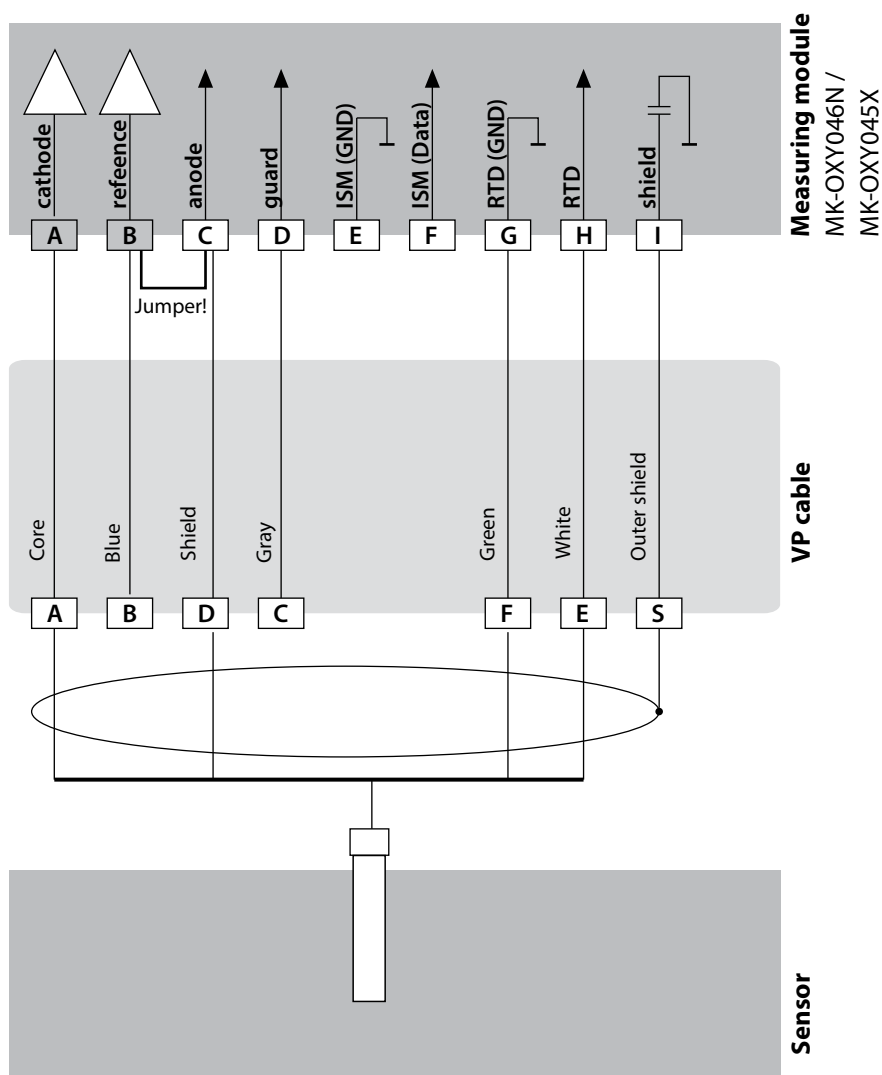 cathode
refeence
anode
guard
ISM (GND)
ISM (Data)
RTD (GND)
RTD
shield
Measuring module
MK-OXY046N /
MK-OXY045X
A
B
C
D
E
F
G
H
I
Jumper!
Core
Blue
Shield
Gray
Green
White
Outer shield
VP cable
A
B
D
C
F
E
S
Sensor